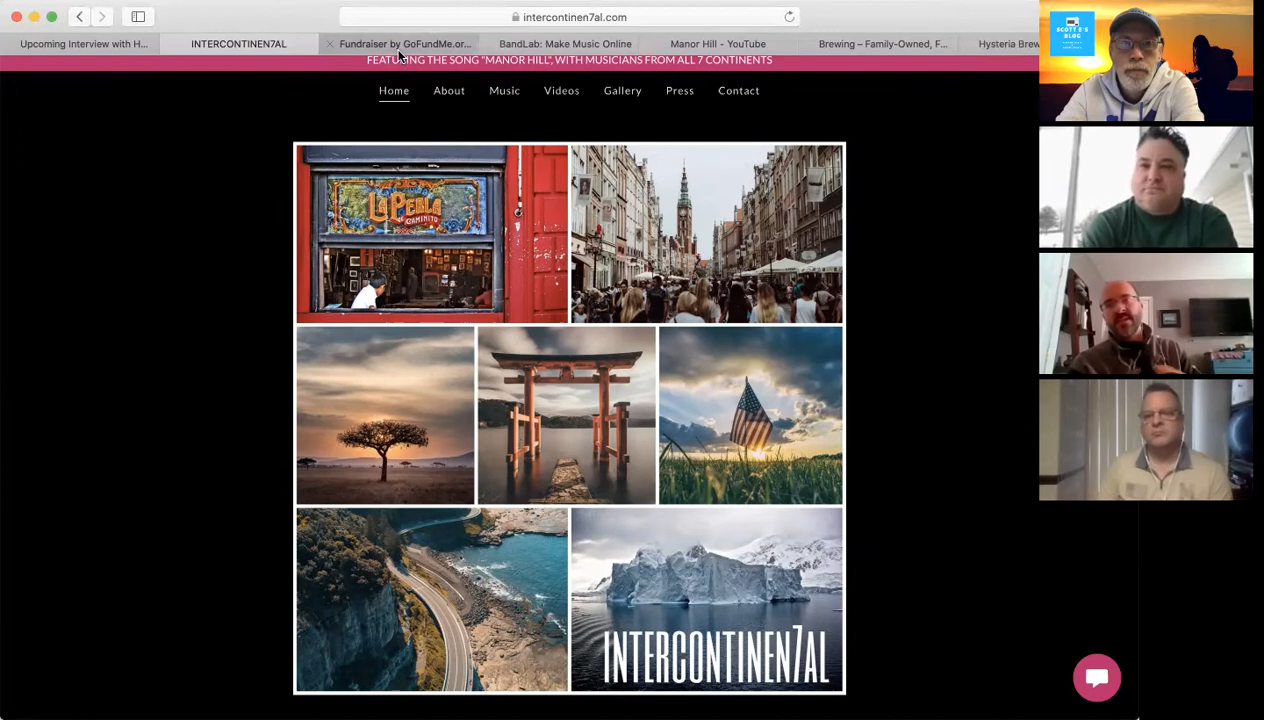 intercontinen7al.com
Upcoming Interview with H...
INTERCONTINEN7AL
Fundraiser by GoFundMe.or...
BandLab: Make Music Online
Manor Hill - YouTube
Brewing – Family-Owned, F...
Hysteria Brew
FEATURING THE SONG "MANOR HILL", WITH MUSICIANS FROM ALL 7 CONTINENTS
Home
About
Music
Videos
Gallery
Press
Contact
SCOTT B'S
BLOG
LA PERLA
DE CAMINITO
INTERCONTINEN7AL